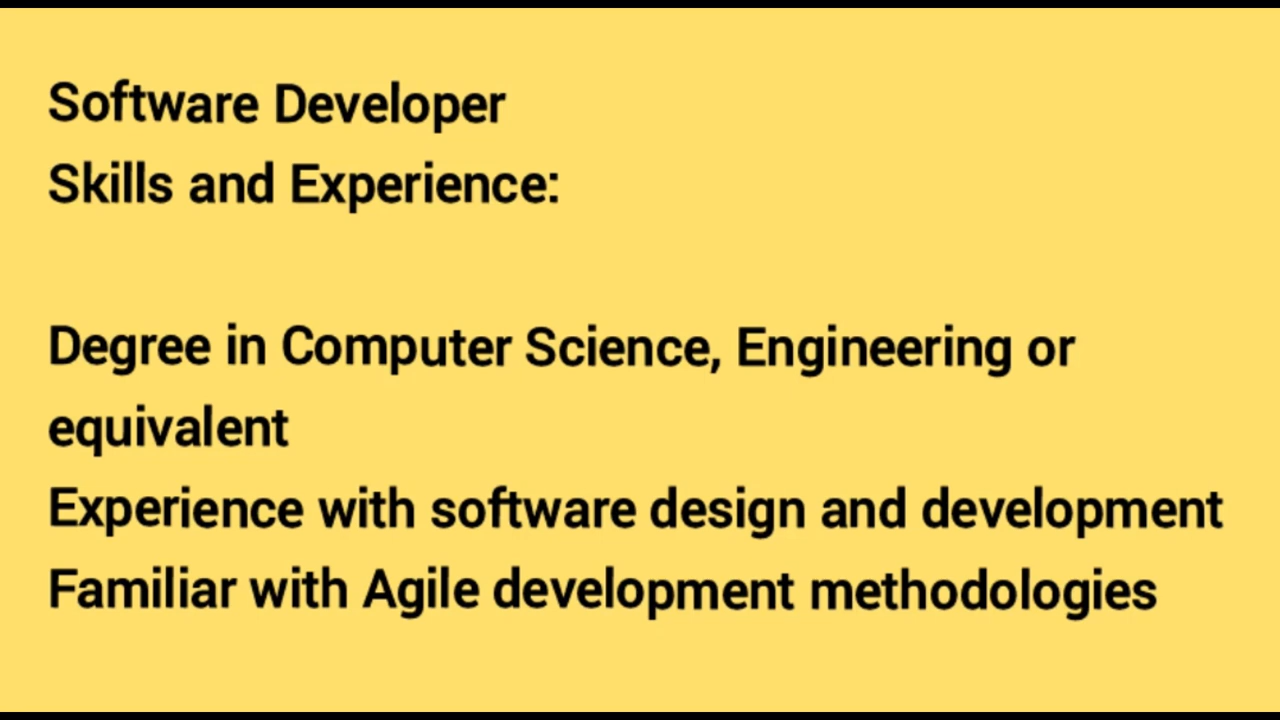 Software Developer
Skills and Experience:
Degree in Computer Science, Engineering or
equivalent
Experience with software design and development
Familiar with Agile development methodologies